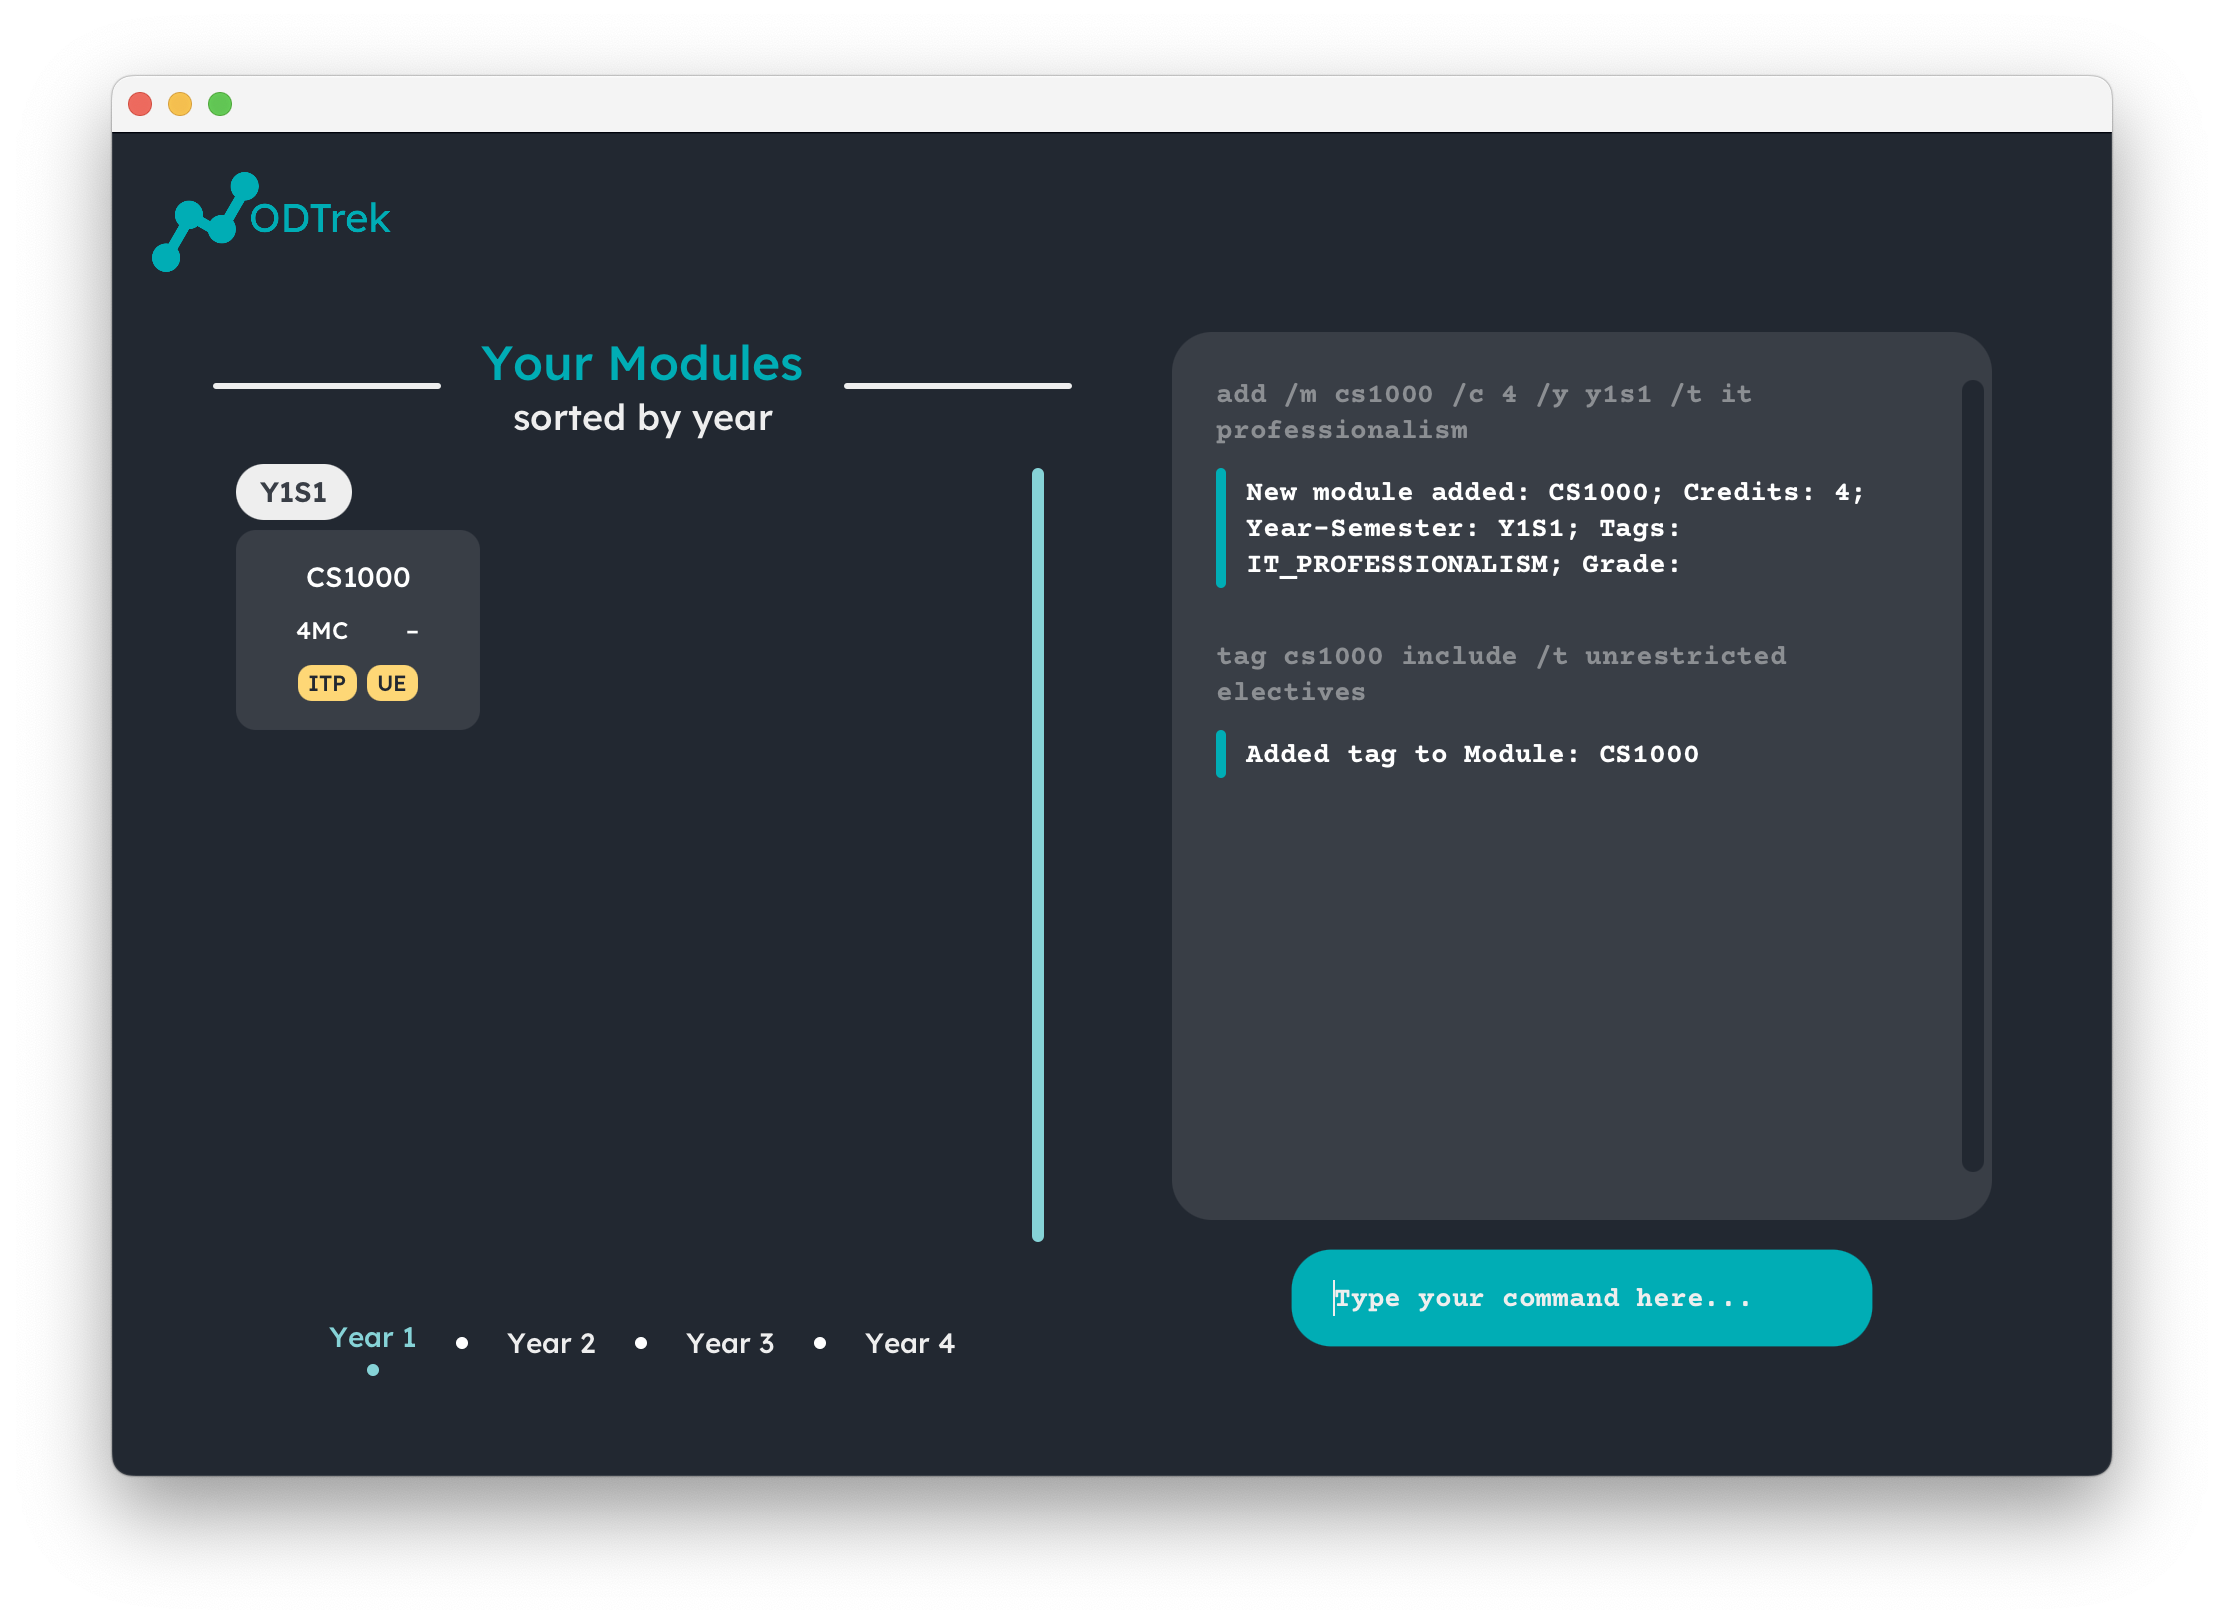 ODTrek
Your Modules
sorted by year
Y1S1
CS1000
4MC -
ITP UE
Year 1 • Year 2 • Year 3 • Year 4
add /m cs1000 /c 4 /y y1s1 /t it
professionalism
New module added: CS1000; Credits: 4;
Year-Semester: Y1S1; Tags:
IT_PROFESSIONALISM; Grade:
tag cs1000 include /t unrestricted
electives
Added tag to Module: CS1000
Type your command here...